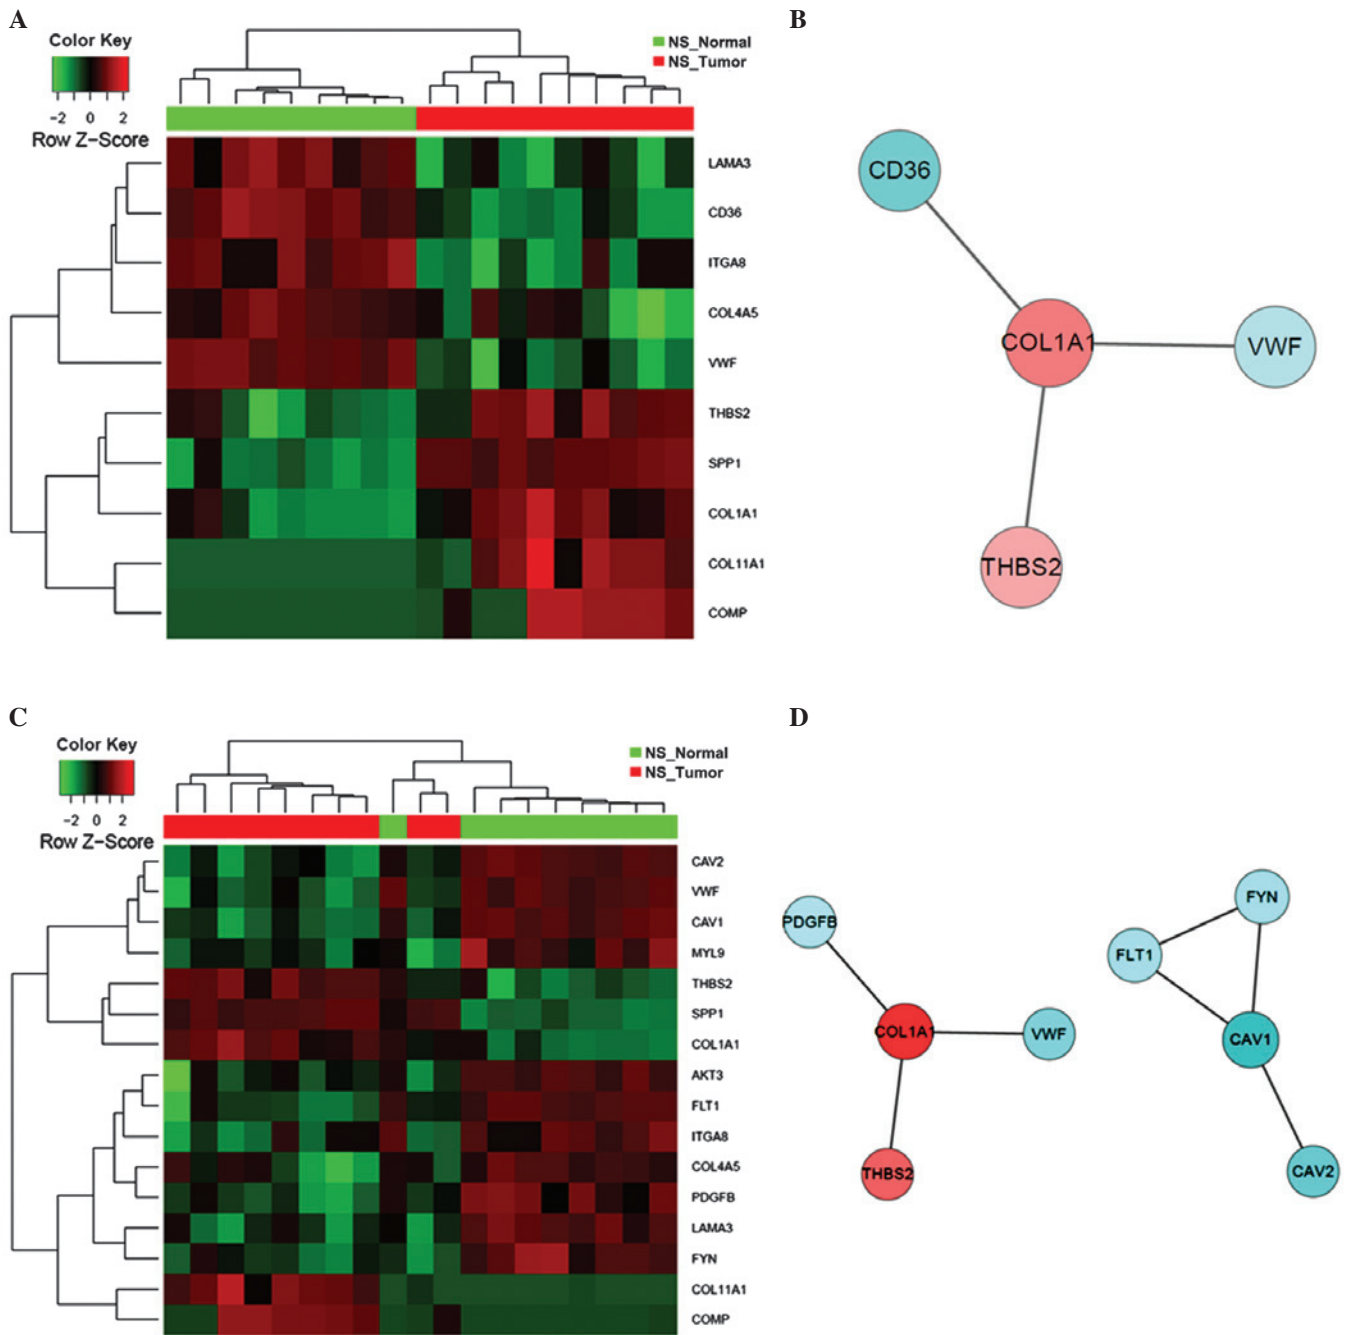 A
Color Key
−2 0 2
Row Z−Score
NS_Normal
NS_Tumor
LAMA3
CD36
ITGA8
COL4A5
VWF
THBS2
SPP1
COL1A1
COL11A1
COMP
B
CD36
COL1A1
VWF
THBS2
C
Color Key
−2 0 2
Row Z−Score
NS_Normal
NS_Tumor
CAV2
VWF
CAV1
MYL9
THBS2
SPP1
COL1A1
AKT3
FLT1
ITGA8
COL4A5
PDGFB
LAMA3
FYN
COL11A1
COMP
D
PDGFB
COL1A1
VWF
THBS2
FYN
FLT1
CAV1
CAV2